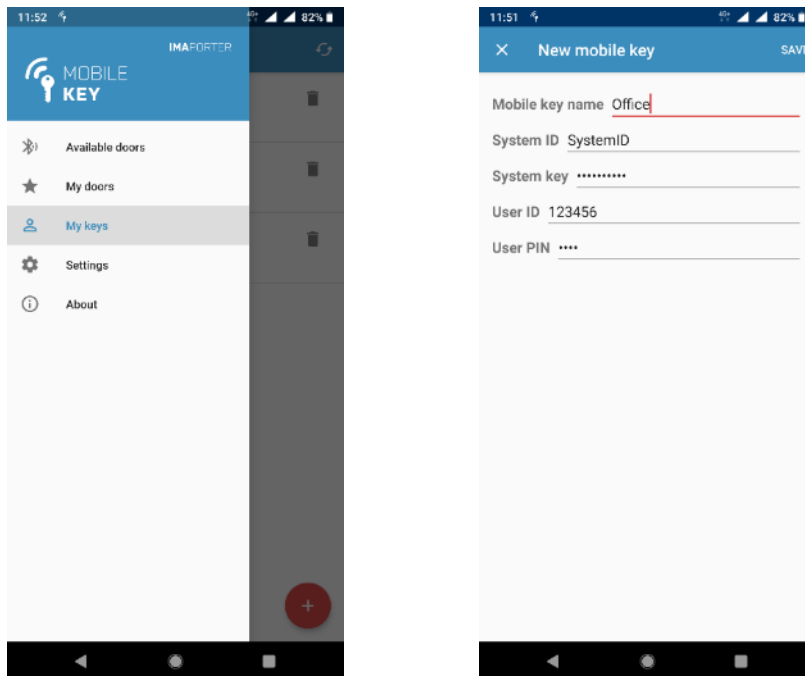 11:52
82%
IMAPORTER
MOBILE
KEY
Available doors
My doors
My keys
Settings
About
11:51
82%
New mobile key
SAVE
Mobile key name Office
System ID SystemID
System key ••••••••••
User ID 123456
User PIN ••••